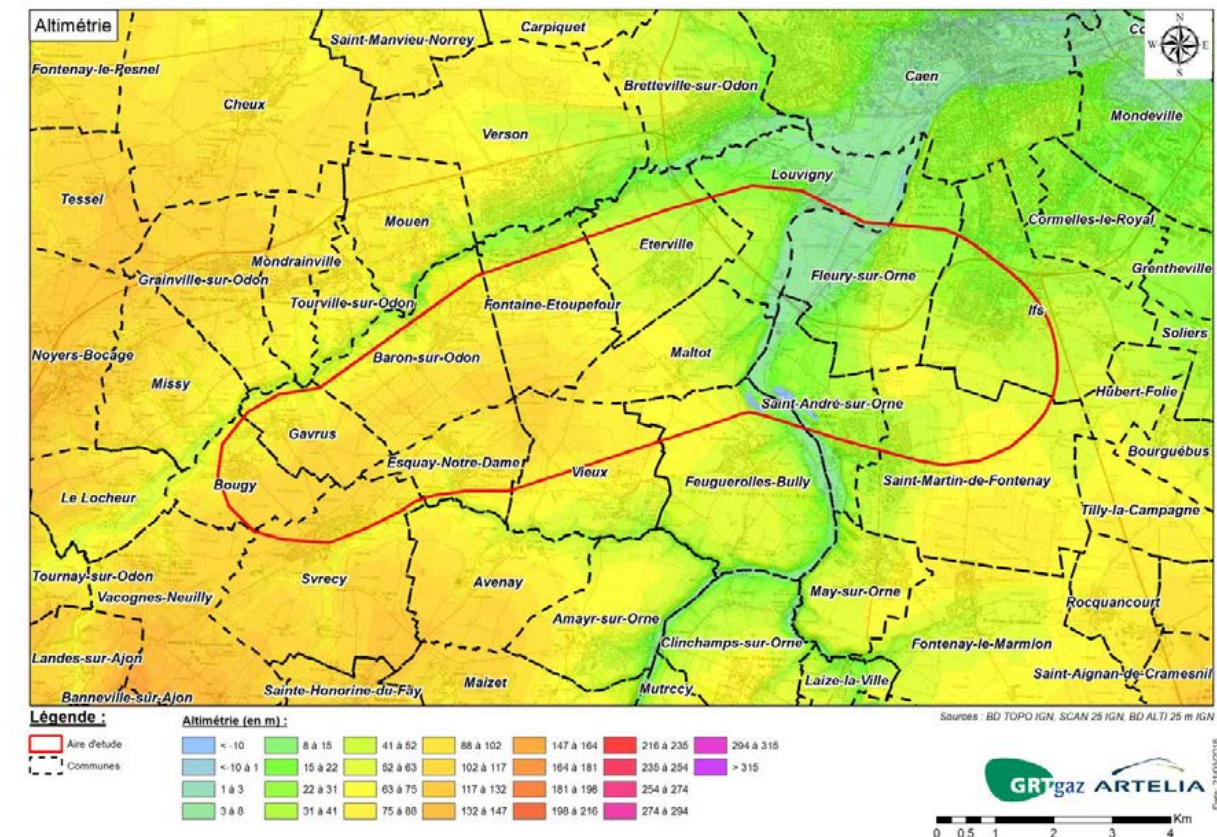 Altimétrie
Saint-Manvieu-Norrey
Carpiquet
Fontenay-le-Pesnel
Caen
Co
N
W
E
S
Cheux
Bretteville-sur-Odon
Mondeville
Verson
Louvigny
Tessel
Mouen
Cormelles-le-Royal
Eterville
Mondrainville
Grainville-sur-Odon
Fleury-sur-Orne
Grentheville
Tourville-sur-Odon
Fontaine-Etoupefour
Ifs
Soliers
Noyers-Bocage
Baron-sur-Odon
Maltot
Missy
Hubert-Folie
Saint-André-sur-Orne
Gavrus
Bourguébus
Esquay-Notre-Dame
Vieux
Bougy
Feuguerolles-Bully
Saint-Martin-de-Fontenay
Le Locheur
Tilly-la-Campagne
Tournay-sur-Odon
Svrecy
Avenay
Vacognes-Neuilly
May-sur-Orne
Rocquancourt
Amayr-sur-Orne
Clinchamps-sur-Orne
Fontenay-le-Marmion
Landes-sur-Ajon
Saint-Aignan-de-Cramesnil
Maizet
Laize-la-Ville
Banneville-sur-Ajon
Sainte-Honorine-du-Fay
Mutrccy
Légende :
Aire d'etude
Communes
Altimétrie (en m) :
< -10
8 à 15
41 à 52
88 à 102
147 à 164
216 à 235
294 à 315
<-10 à 1
15 à 22
52 à 63
102 à 117
164 à 181
235 à 254
> 315
1 à 3
22 à 31
63 à 75
117 à 132
181 à 198
254 à 274
3 à 8
31 à 41
75 à 88
132 à 147
198 à 216
274 à 294
Sources : BD TOPO IGN, SCAN 25 IGN, BD ALTI 25 m IGN
GRTgaz
ARTELIA
Km
0 0.5 1 2 3 4